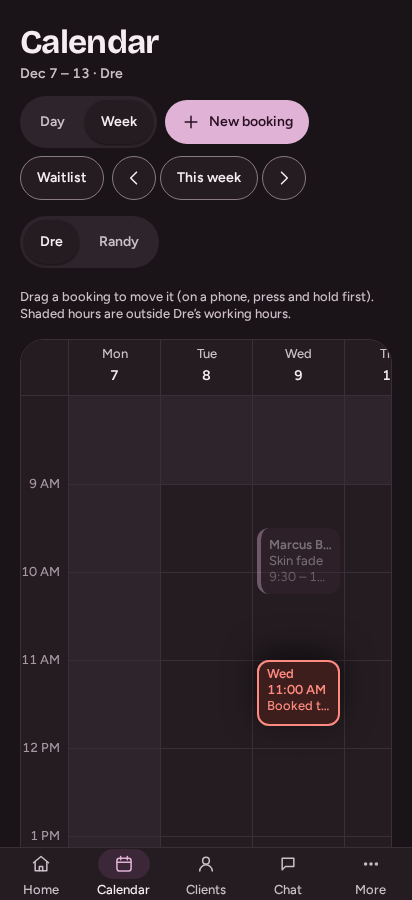 Calendar
Dec 7 – 13 · Dre
Day
Week
New booking
Waitlist
This week
Dre
Randy
Drag a booking to move it (on a phone, press and hold first).
Shaded hours are outside Dre's working hours.
Mon
Tue
Wed
7
8
9
9 AM
Marcus B…
Skin fade
9:30 – 1…
10 AM
11 AM
Wed
11:00 AM
Booked t…
12 PM
1 PM
Home
Calendar
Clients
Chat
More